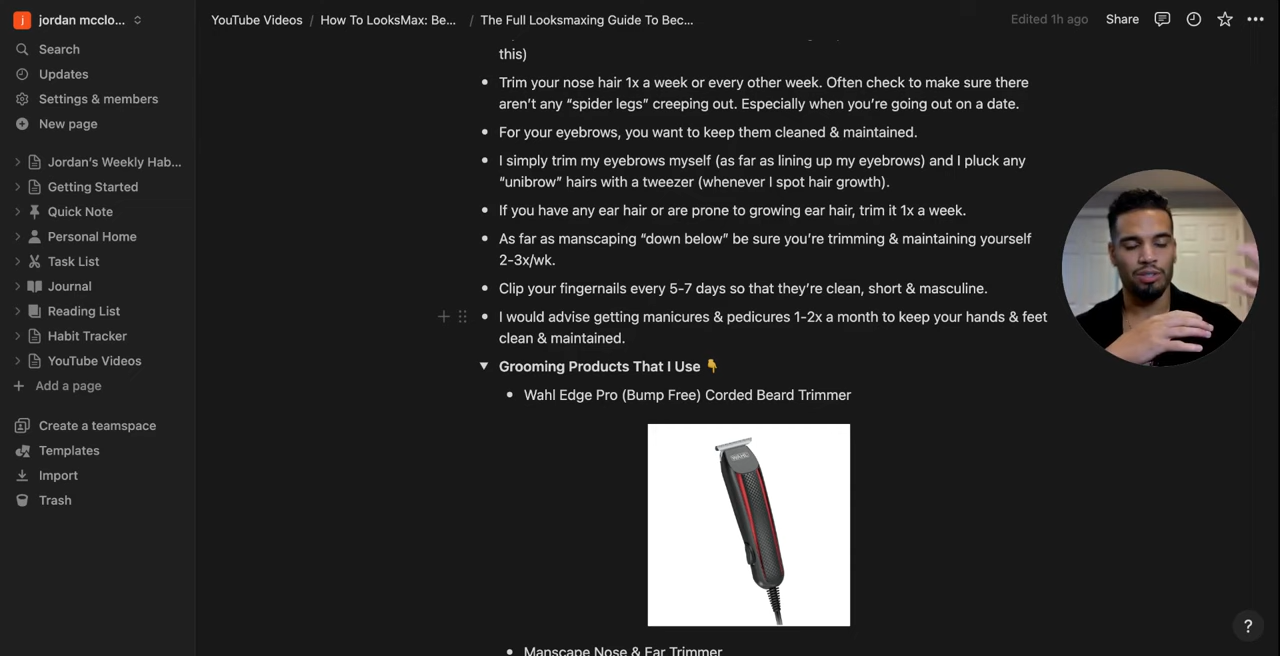 jordan mcclo...
YouTube Videos / How To LooksMax: Be... / The Full Looksmaxing Guide To Bec...
Edited 1h ago Share
Search
Updates
Settings & members
New page
Jordan's Weekly Hab...
Getting Started
Quick Note
Personal Home
Task List
Journal
Reading List
Habit Tracker
YouTube Videos
Add a page
Create a teamspace
Templates
Import
Trash
this)
• Trim your nose hair 1x a week or every other week. Often check to make sure there
aren't any “spider legs” creeping out. Especially when you're going out on a date.
• For your eyebrows, you want to keep them cleaned & maintained.
• I simply trim my eyebrows myself (as far as lining up my eyebrows) and I pluck any
“unibrow” hairs with a tweezer (whenever I spot hair growth).
• If you have any ear hair or are prone to growing ear hair, trim it 1x a week.
• As far as manscaping “down below” be sure you're trimming & maintaining yourself
2-3x/wk.
• Clip your fingernails every 5-7 days so that they're clean, short & masculine.
• I would advise getting manicures & pedicures 1-2x a month to keep your hands & feet
clean & maintained.
Grooming Products That I Use 👇
• Wahl Edge Pro (Bump Free) Corded Beard Trimmer
WAHL
• Manscape Nose & Ear Trimmer